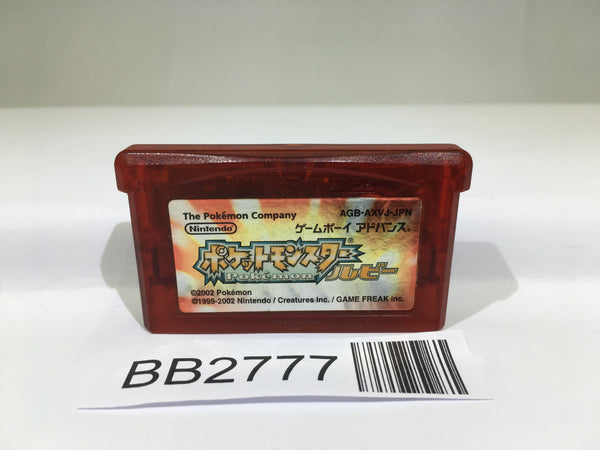 The Pokémon Company
AGB-AXVJ-JPN
Nintendo
ゲームボーイ アドバンス
ポケットモンスター®
Pokémon
ルビー
©2002 Pokémon
©1995-2002 Nintendo / Creatures Inc. / GAME FREAK inc.
BB2777